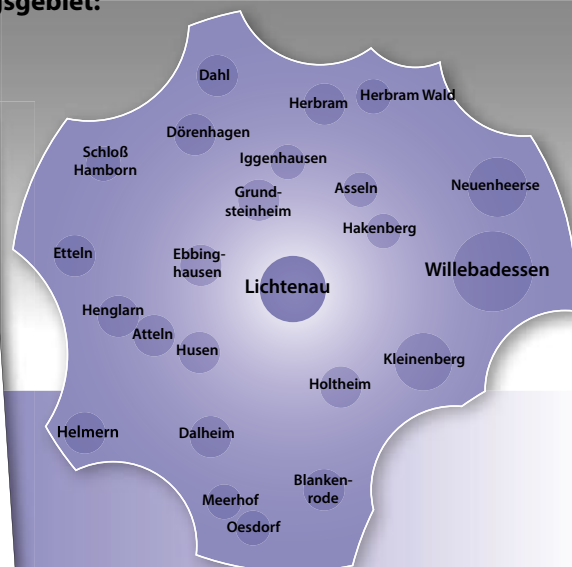 sgebiet:
Dahl
Herbram
Herbram Wald
Dörenhagen
Schloß
Hamborn
Iggenhausen
Grund-
steinheim
Asseln
Neuenheerse
Hakenberg
Etteln
Ebbing-
hausen
Willebadessen
Lichtenau
Henglarn
Atteln
Husen
Kleinenberg
Holtheim
Helmern
Dalheim
Blanken-
rode
Meerhof
Oesdorf